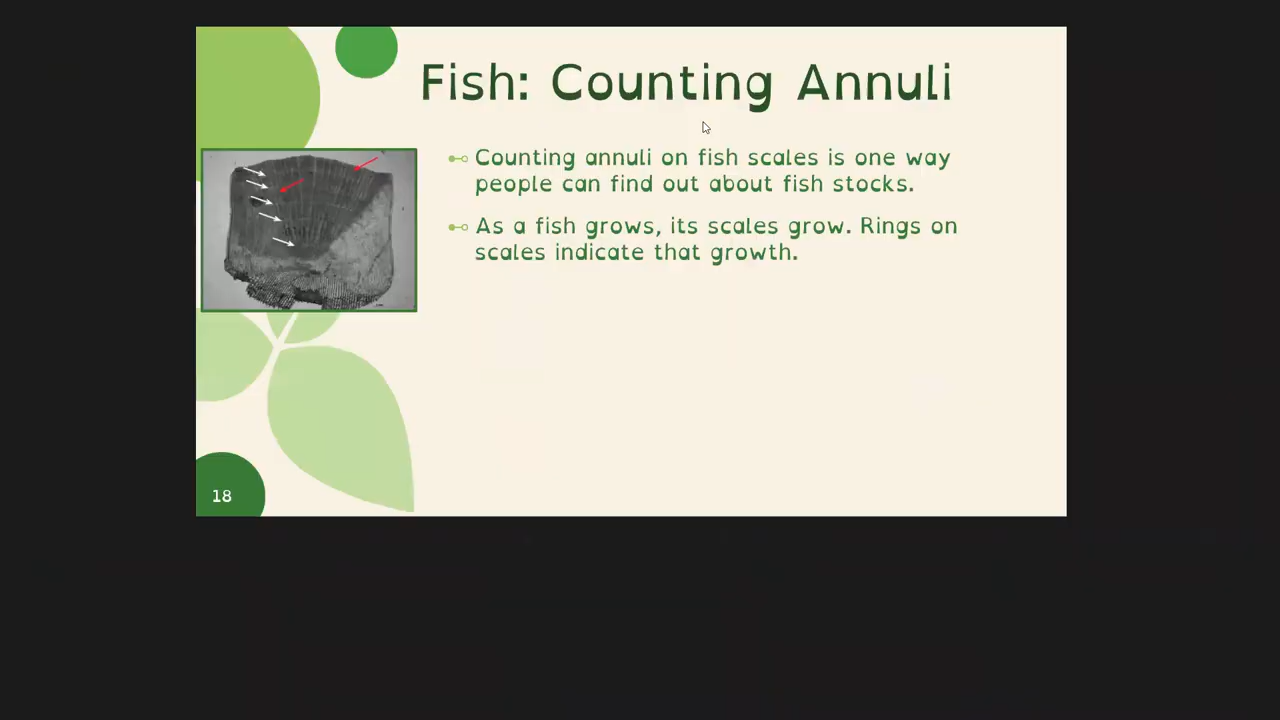 Fish: Counting Annuli
Counting annuli on fish scales is one way
people can find out about fish stocks.
As a fish grows, its scales grow. Rings on
scales indicate that growth.
18